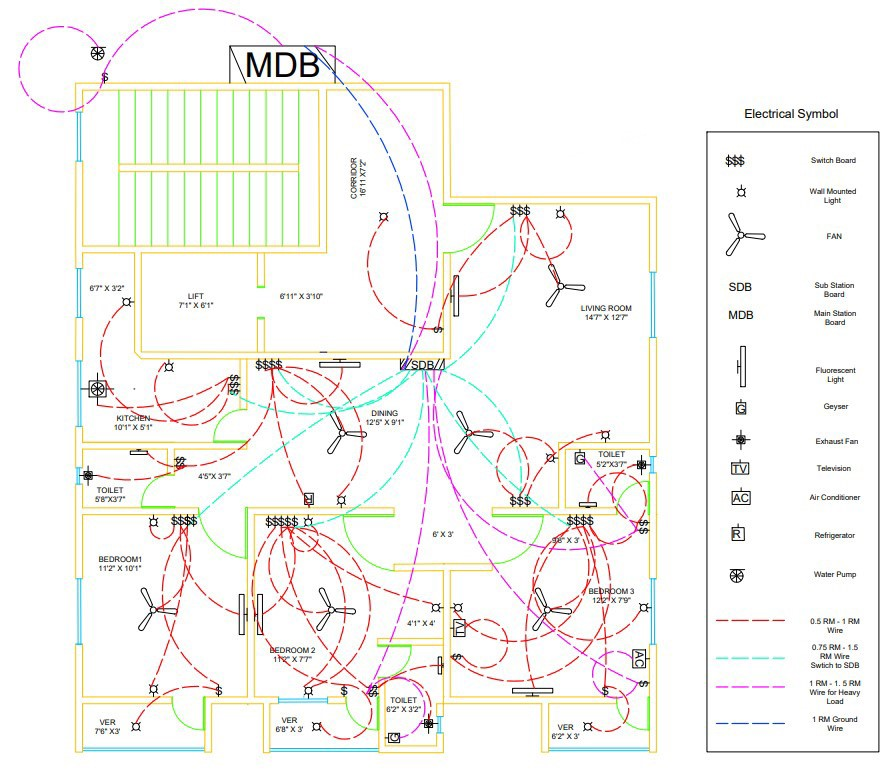 MDB
$
CORRIDOR
16'11 X7'2"
$$$
6'7" X 3'2"
LIFT
7'1" X 6'1"
6'11" X 3'10"
LIVING ROOM
14'7" X 12'7"
$
$$$$
SDB
$$$
KITCHEN
10'1" X 5'1"
DINING
12'5" X 9'1"
$$
4'5"X 3'7"
TOILET
5'8"X3'7"
R
G
TOILET
5'2"X3'7"
$$$
$$$$
$$$$$
$$$$
$$
6' X 3'
9'6" X 3'
BEDROOM1
11'2" X 10'1"
BEDROOM 2
11'2" X 7'7"
4'1" X 4'
BEDROOM 3
12'2" X 7'9"
TV
AC
$
$
$
$
$$
$
$
TOILET
6'2" X 3'2"
G
VER
7'6" X3'
VER
6'8" X 3'
VER
6'2" X 3'
Electrical Symbol
$$$ Switch Board
Wall Mounted
Light
FAN
SDB Sub Station
Board
MDB Main Station
Board
Fluorescent
Light
G Geyser
Exhaust Fan
TV Television
AC Air Conditioner
R Refrigerator
Water Pump
0.5 RM - 1 RM
Wire
0.75 RM - 1.5
RM Wire
Swtich to SDB
1 RM - 1. 5 RM
Wire for Heavy
Load
1 RM Ground
Wire